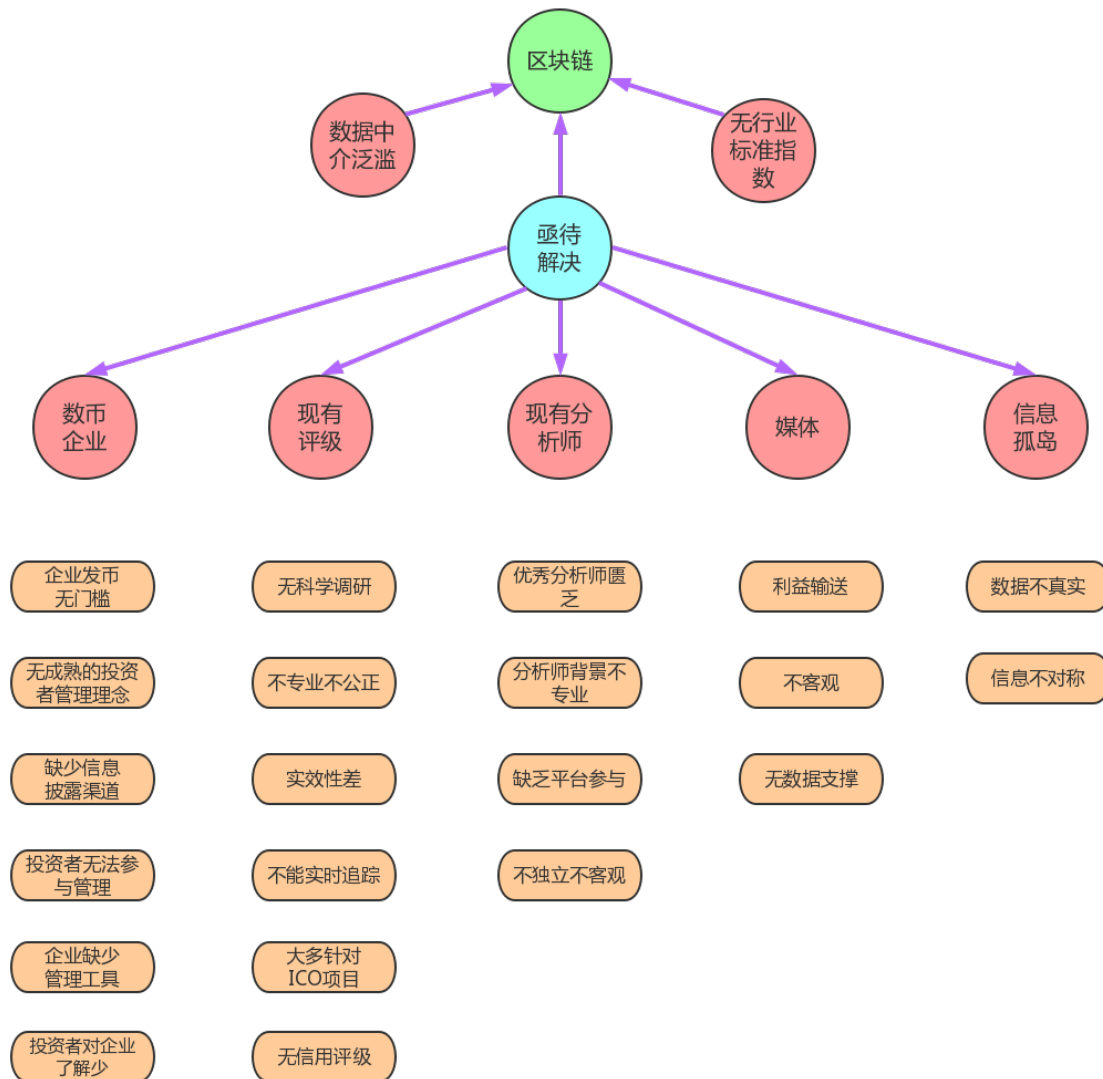 区块链
数据中
介泛滥
无行业
标准指
数
亟待
解决
数币
企业
现有
评级
现有分
析师
媒体
信息
孤岛
企业发币
无门槛
无科学调研
优秀分析师匮
乏
利益输送
数据不真实
无成熟的投资
者管理理念
不专业不公正
分析师背景不
专业
不客观
信息不对称
缺少信息
披露渠道
实效性差
缺乏平台参与
无数据支撑
投资者无法参
与管理
不能实时追踪
不独立不客观
企业缺少
管理工具
大多针对
ICO项目
投资者对企业
了解少
无信用评级